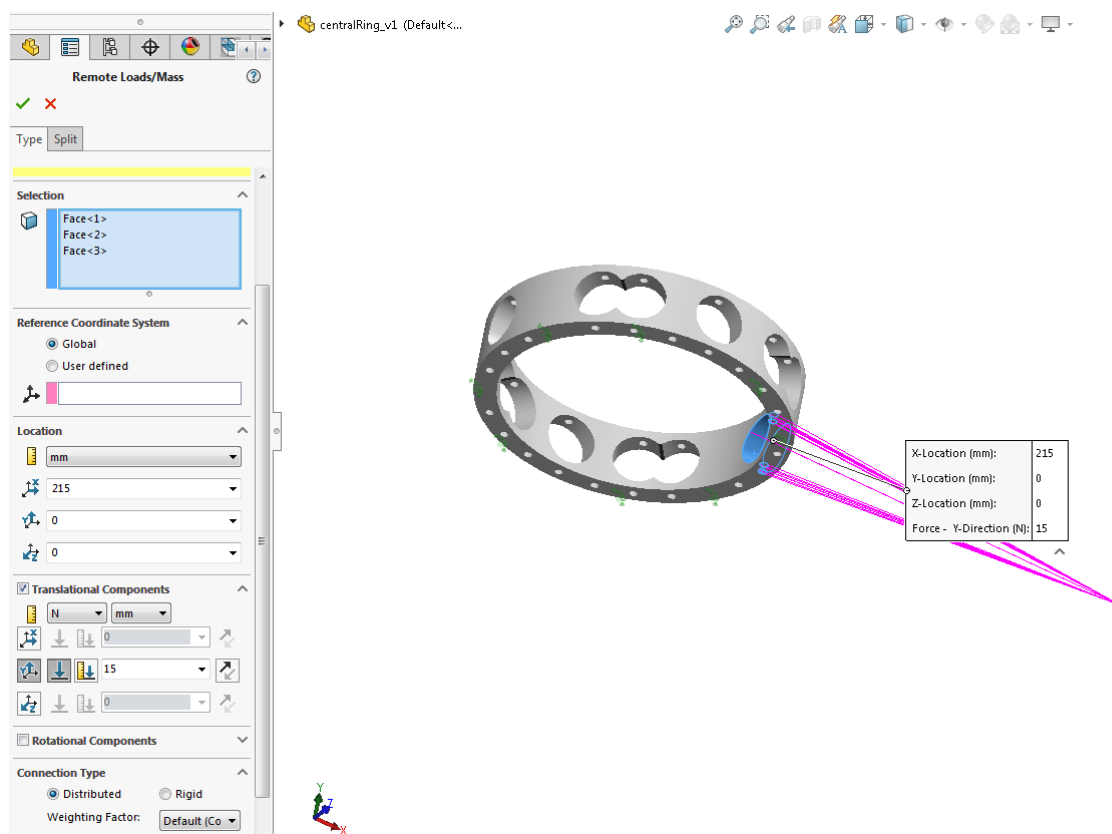 centralRing_v1 (Default<...
Remote Loads/Mass
Type Split
Selection
Face<1>
Face<2>
Face<3>
Reference Coordinate System
Global
User defined
Location
mm
215
0
0
Translational Components
N mm
0
15
0
Rotational Components
Connection Type
Distributed Rigid
Weighting Factor: Default (Co
X-Location (mm): 215
Y-Location (mm): 0
Z-Location (mm): 0
Force - Y-Direction (N): 15
Y
Z
X